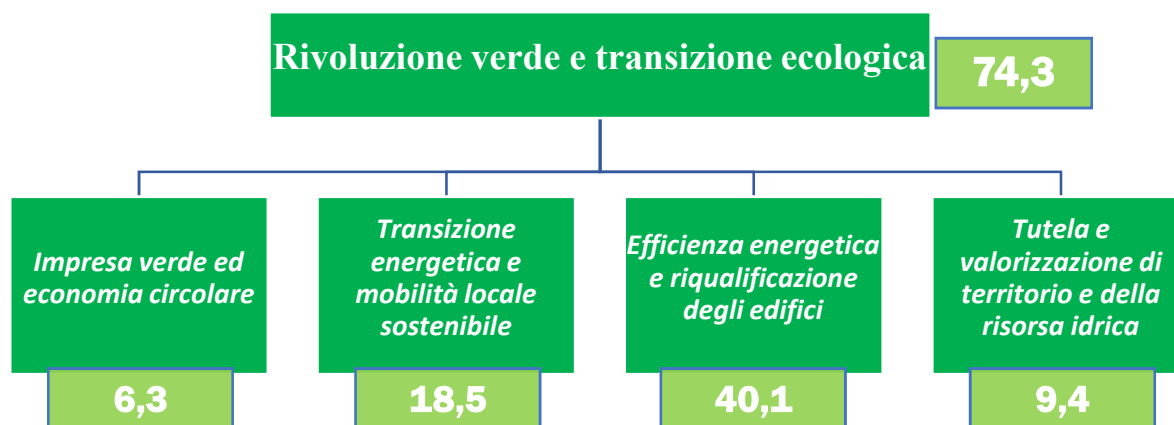 Rivoluzione verde e transizione ecologica
74,3
Impresa verde ed
economia circolare
6,3
Transizione
energetica e
mobilità locale
sostenibile
18,5
Efficienza energetica
e riqualificazione
degli edifici
40,1
Tutela e
valorizzazione di
territorio e della
risorsa idrica
9,4